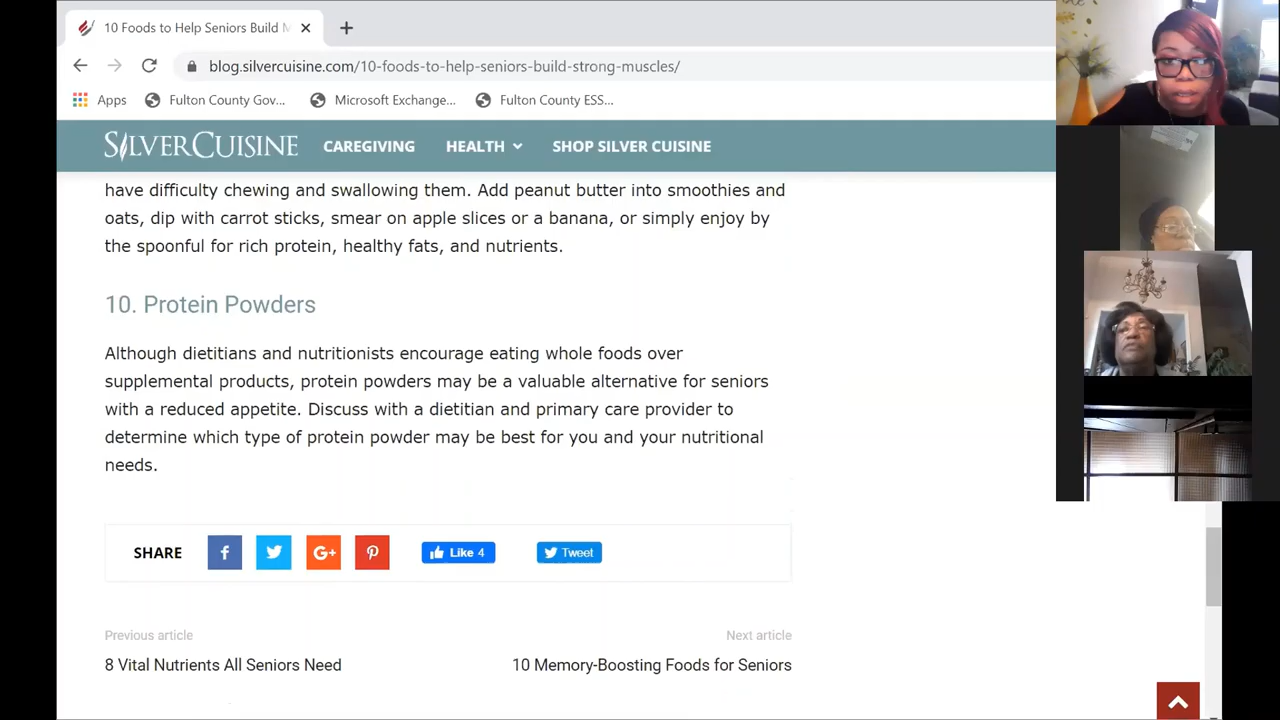 10 Foods to Help Seniors Build M
blog.silvercuisine.com/10-foods-to-help-seniors-build-strong-muscles/
Apps Fulton County Gov... Microsoft Exchange... Fulton County ESS...
SILVERCUISINE CAREGIVING HEALTH SHOP SILVER CUISINE
have difficulty chewing and swallowing them. Add peanut butter into smoothies and
oats, dip with carrot sticks, smear on apple slices or a banana, or simply enjoy by
the spoonful for rich protein, healthy fats, and nutrients.
10. Protein Powders
Although dietitians and nutritionists encourage eating whole foods over
supplemental products, protein powders may be a valuable alternative for seniors
with a reduced appetite. Discuss with a dietitian and primary care provider to
determine which type of protein powder may be best for you and your nutritional
needs.
SHARE f G+ Like 4 Tweet
Previous article Next article
8 Vital Nutrients All Seniors Need 10 Memory-Boosting Foods for Seniors